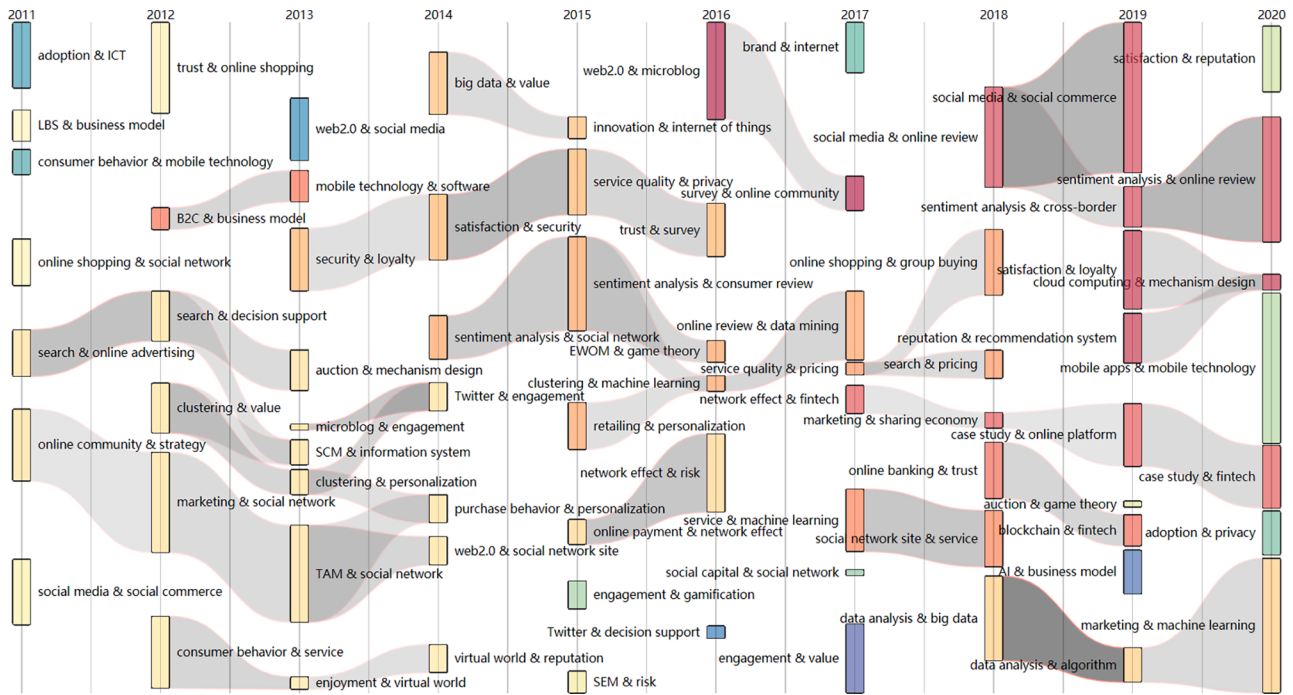 2011 2012 2013 2014 2015 2016 2017 2018 2019 2020
adoption & ICT
LBS & business model
consumer behavior & mobile technology
online shopping & social network
search & online advertising
online community & strategy
social media & social commerce
trust & online shopping
B2C & business model
search & decision support
clustering & value
marketing & social network
consumer behavior & service
web2.0 & social media
mobile technology & software
security & loyalty
auction & mechanism design
microblog & engagement
SCM & information system
clustering & personalization
TAM & social network
enjoyment & virtual world
big data & value
satisfaction & security
sentiment analysis & social network
Twitter & engagement
purchase behavior & personalization
web2.0 & social network site
virtual world & reputation
innovation & internet of things
service quality & privacy
sentiment analysis & consumer review
retailing & personalization
online payment & network effect
engagement & gamification
SEM & risk
web2.0 & microblog
trust & survey
EWOM & game theory
clustering & machine learning
network effect & risk
Twitter & decision support
brand & internet
survey & online community
online review & data mining
service quality & pricing
network effect & fintech
service & machine learning
social capital & social network
engagement & value
social media & online review
online shopping & group buying
search & pricing
marketing & sharing economy
online banking & trust
social network site & service
data analysis & big data
social media & social commerce
sentiment analysis & cross-border
satisfaction & loyalty
reputation & recommendation system
case study & online platform
auction & game theory
blockchain & fintech
AI & business model
data analysis & algorithm
satisfaction & reputation
sentiment analysis & online review
cloud computing & mechanism design
mobile apps & mobile technology
case study & fintech
adoption & privacy
marketing & machine learning